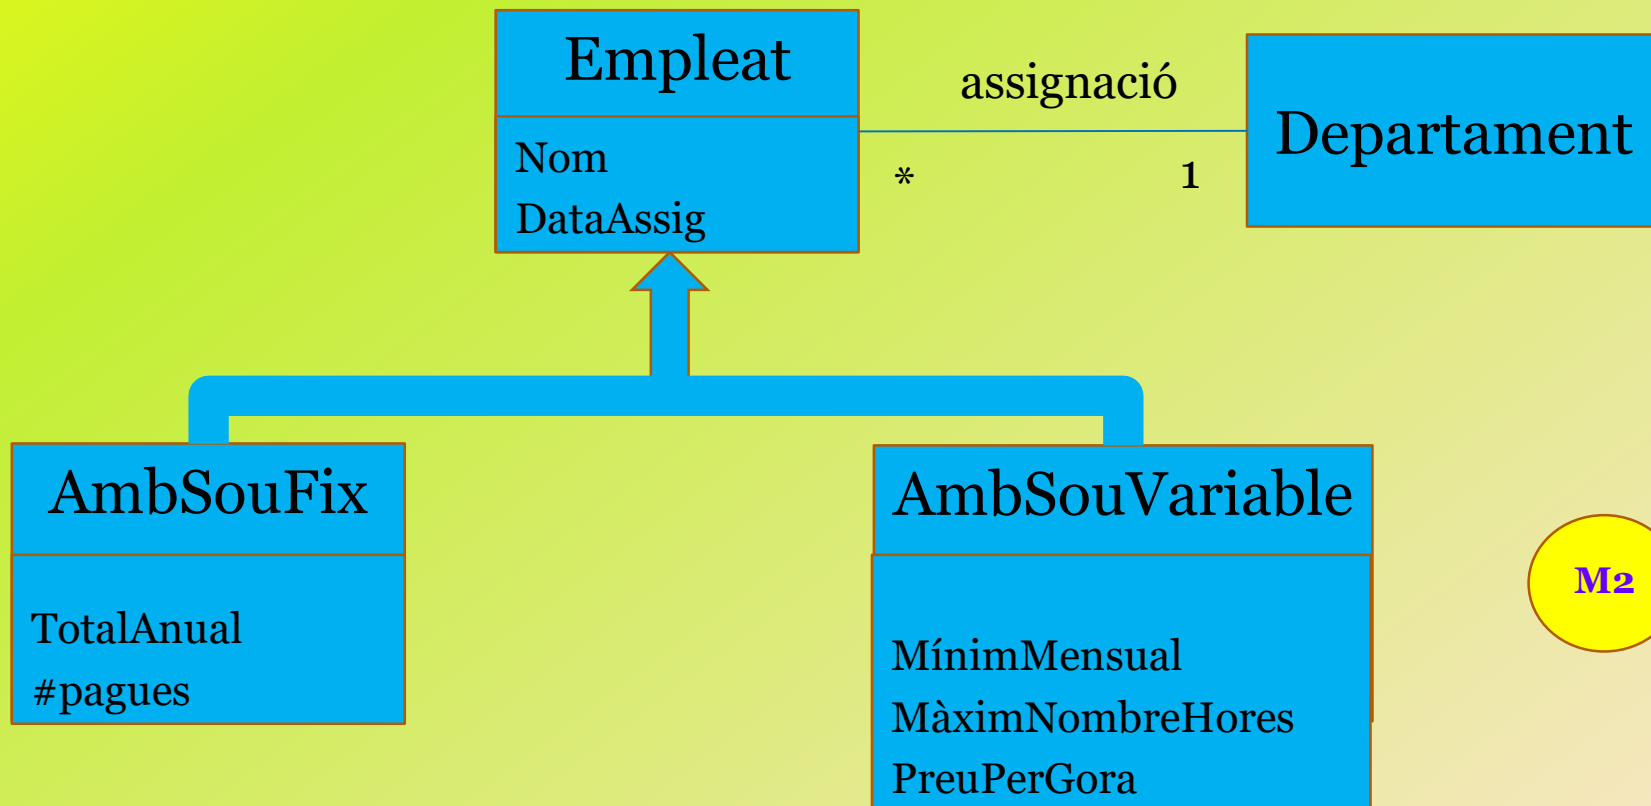 Empleat
Nom
DataAssig
assignació
*
1
Departament
AmbSouFix
TotalAnual
#pagues
AmbSouVariable
MínimMensual
MàximNombreHores
PreuPerGora
M2